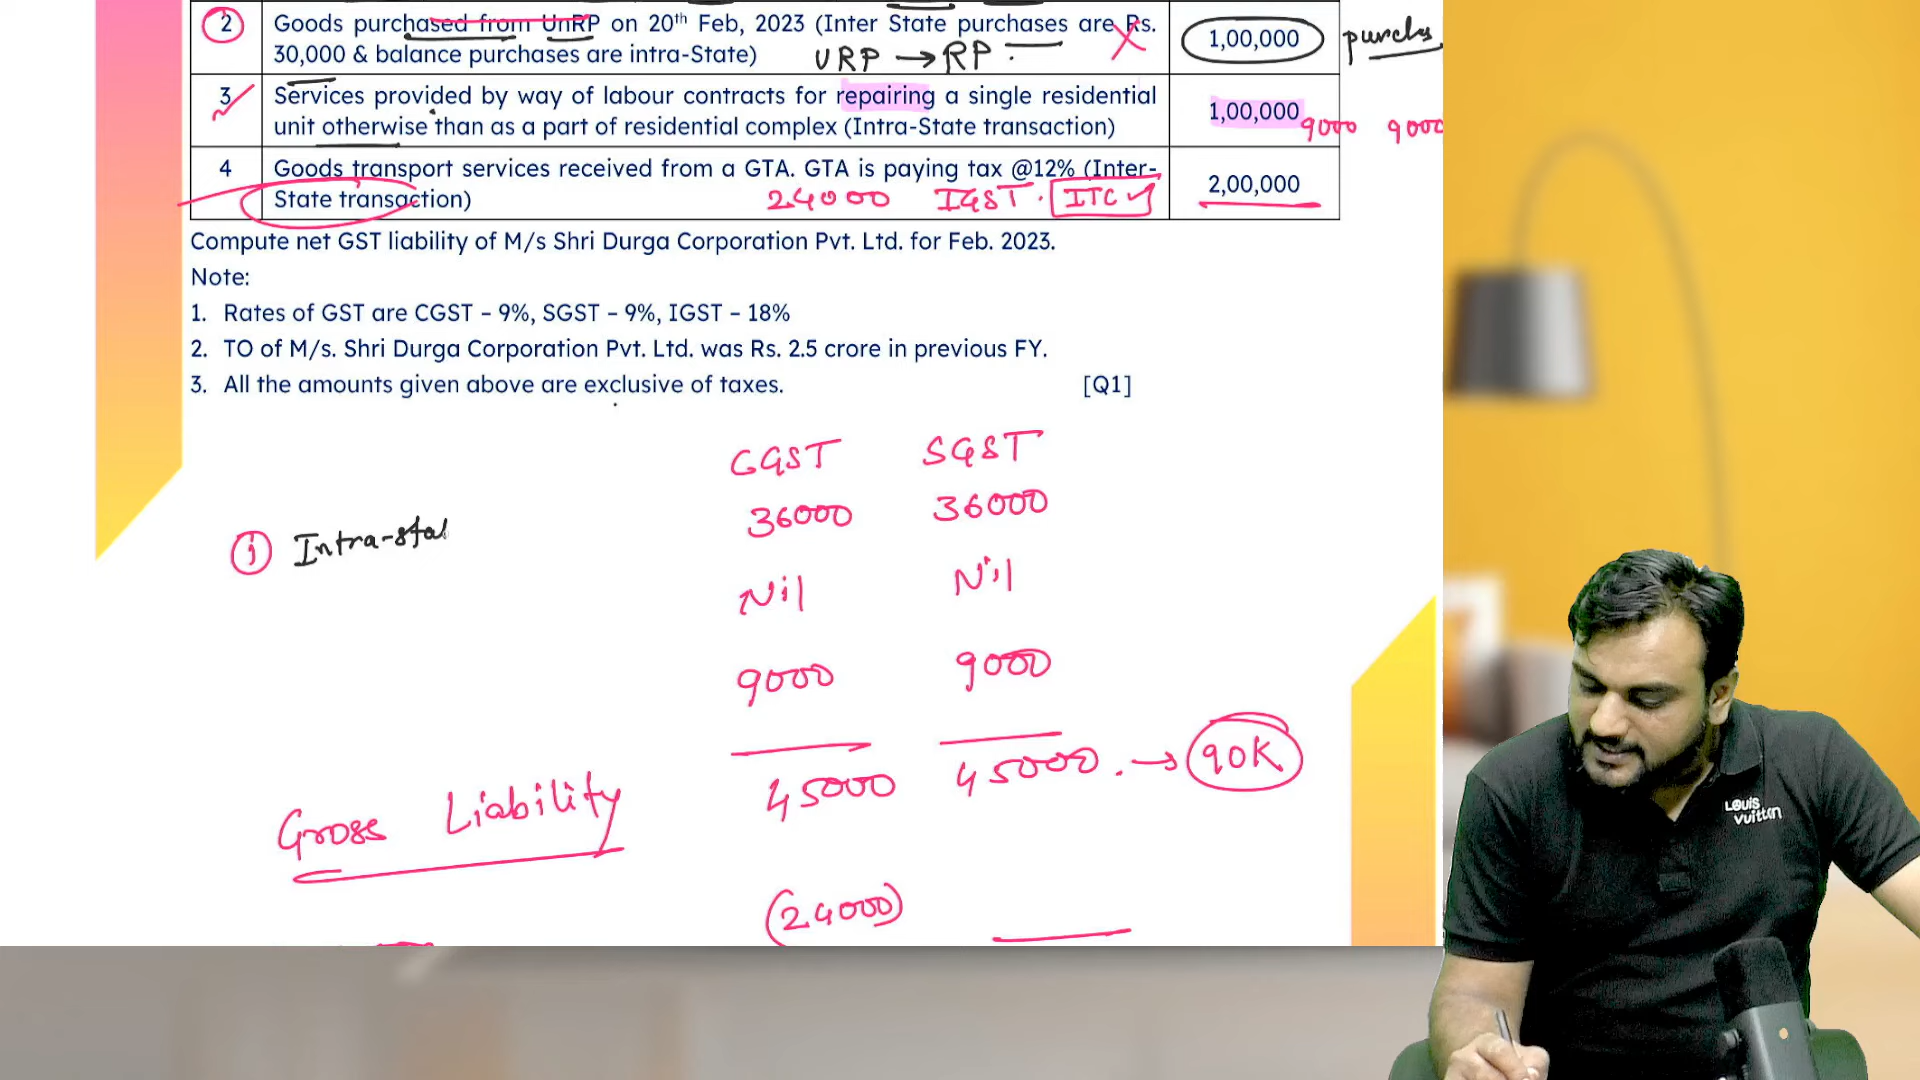 2 Goods purchased from UnRP on 20th Feb, 2023 (Inter State purchases are Rs. 30,000 & balance purchases are intra-State) 1,00,000
URP → RP.
3 Services provided by way of labour contracts for repairing a single residential unit otherwise than as a part of residential complex (Intra-State transaction) 1,00,000
9000
4 Goods transport services received from a GTA. GTA is paying tax @12% (Inter-State transaction) 2,00,000
24000 IGST. ITC
Compute net GST liability of M/s Shri Durga Corporation Pvt. Ltd. for Feb. 2023.
Note:
1. Rates of GST are CGST – 9%, SGST – 9%, IGST – 18%
2. TO of M/s. Shri Durga Corporation Pvt. Ltd. was Rs. 2.5 crore in previous FY.
3. All the amounts given above are exclusive of taxes. [Q1]
CGST SGST
36000 36000
Nil Nil
9000 9000
Gross Liability 45000 45000. → 90K
(24000)
Louis
Vuitton